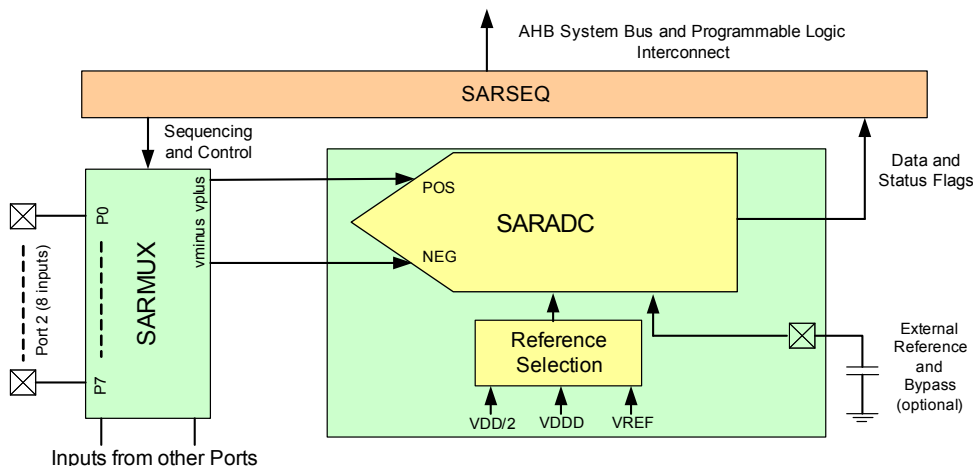 AHB System Bus and Programmable Logic
Interconnect
SARSEQ
Sequencing
and Control
Data and
Status Flags
vminus vplus
POS
NEG
SARADC
P0
P7
SARMUX
Port 2 (8 inputs)
Reference
Selection
VDD/2
VDDD
VREF
External
Reference
and
Bypass
(optional)
Inputs from other Ports